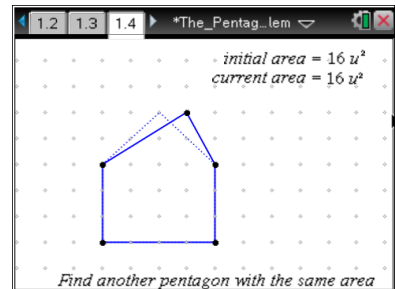 1.2 1.3 1.4 *The_Pentag…lem
initial area = 16 u²
current area = 16 u²
Find another pentagon with the same area